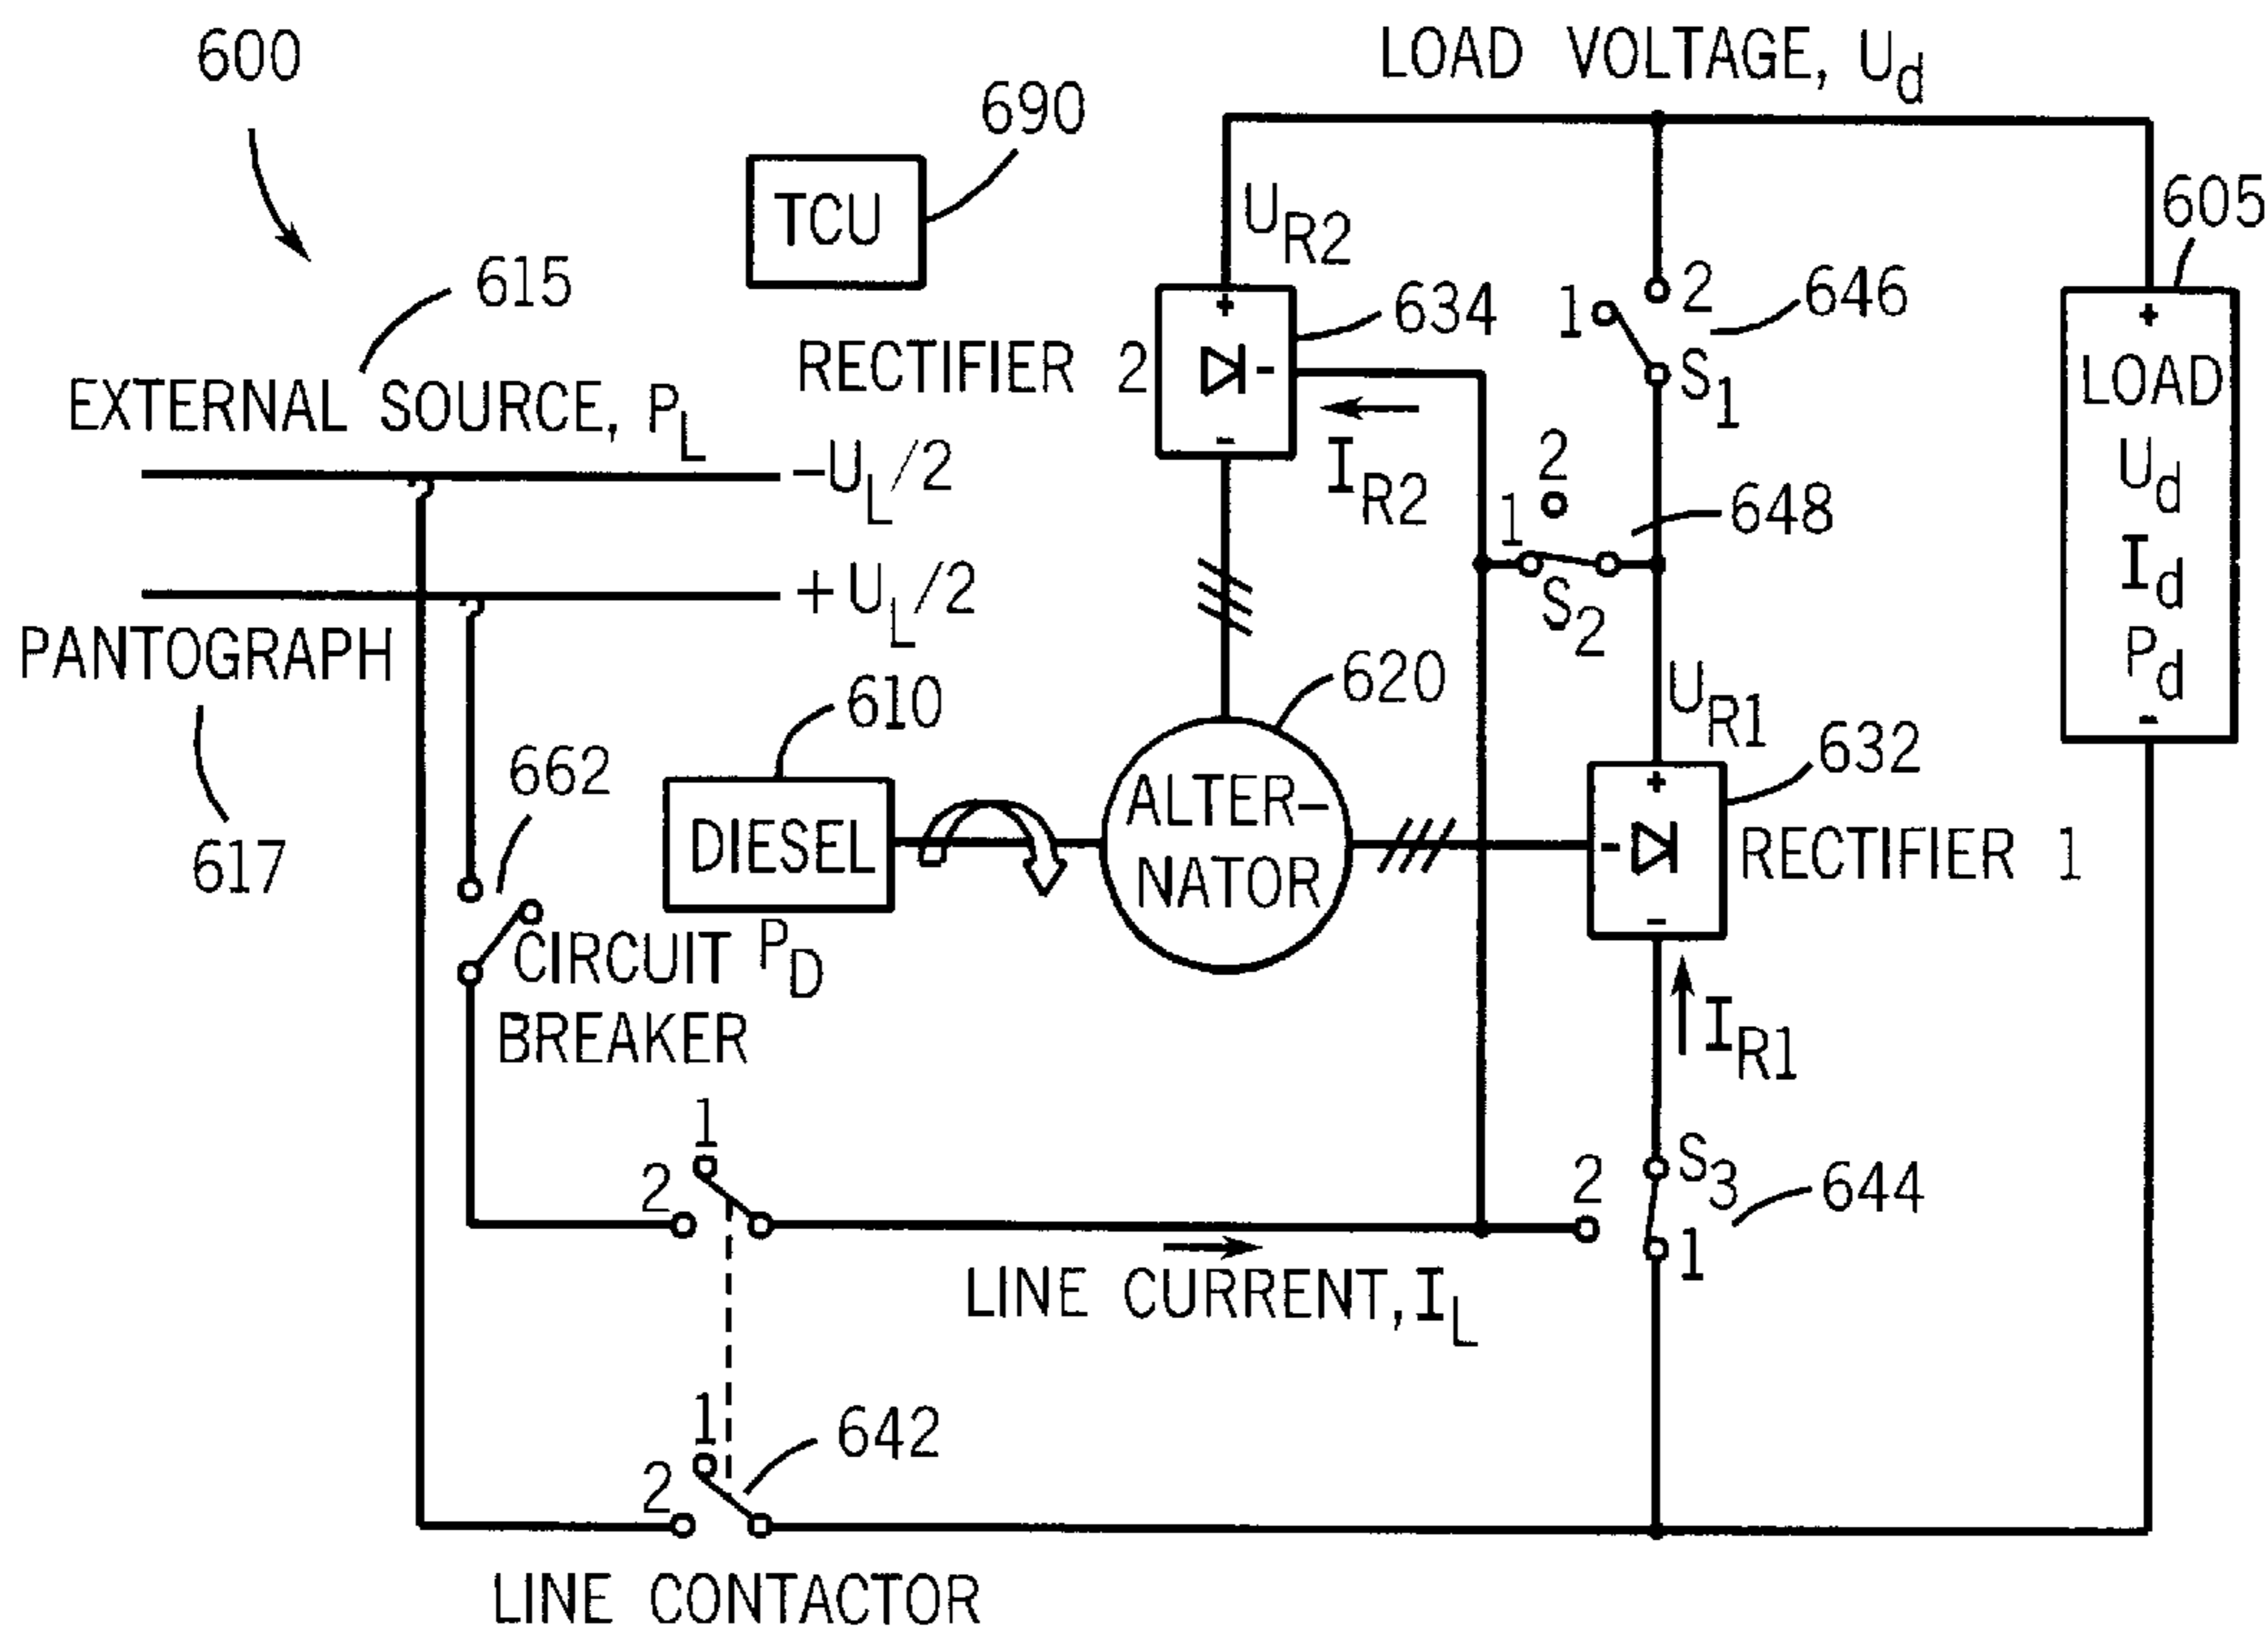 600
LOAD VOLTAGE, Ud
690
TCU
605
UR2
615
634
2
646
1
S1
RECTIFIER 2
+
-
-
+
LOAD
Ud
Id
Pd
-
EXTERNAL SOURCE, PL
-UL/2
IR2
2
1
648
S2
+UL/2
PANTOGRAPH
620
610
UR1
632
662
617
DIESEL
PD
ALTER-
NATOR
+
-
-
RECTIFIER 1
CIRCUIT
BREAKER
IR1
1
2
2
S3
644
1
LINE CURRENT, IL
1
642
2
LINE CONTACTOR